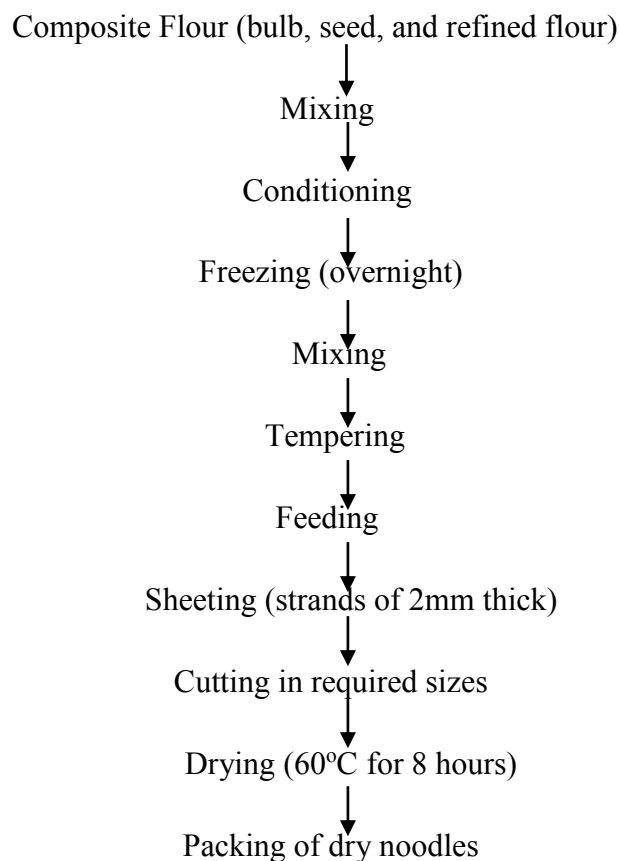 Composite Flour (bulb, seed, and refined flour)
Mixing
Conditioning
Freezing (overnight)
Mixing
Tempering
Feeding
Sheeting (strands of 2mm thick)
Cutting in required sizes
Drying (60°C for 8 hours)
Packing of dry noodles